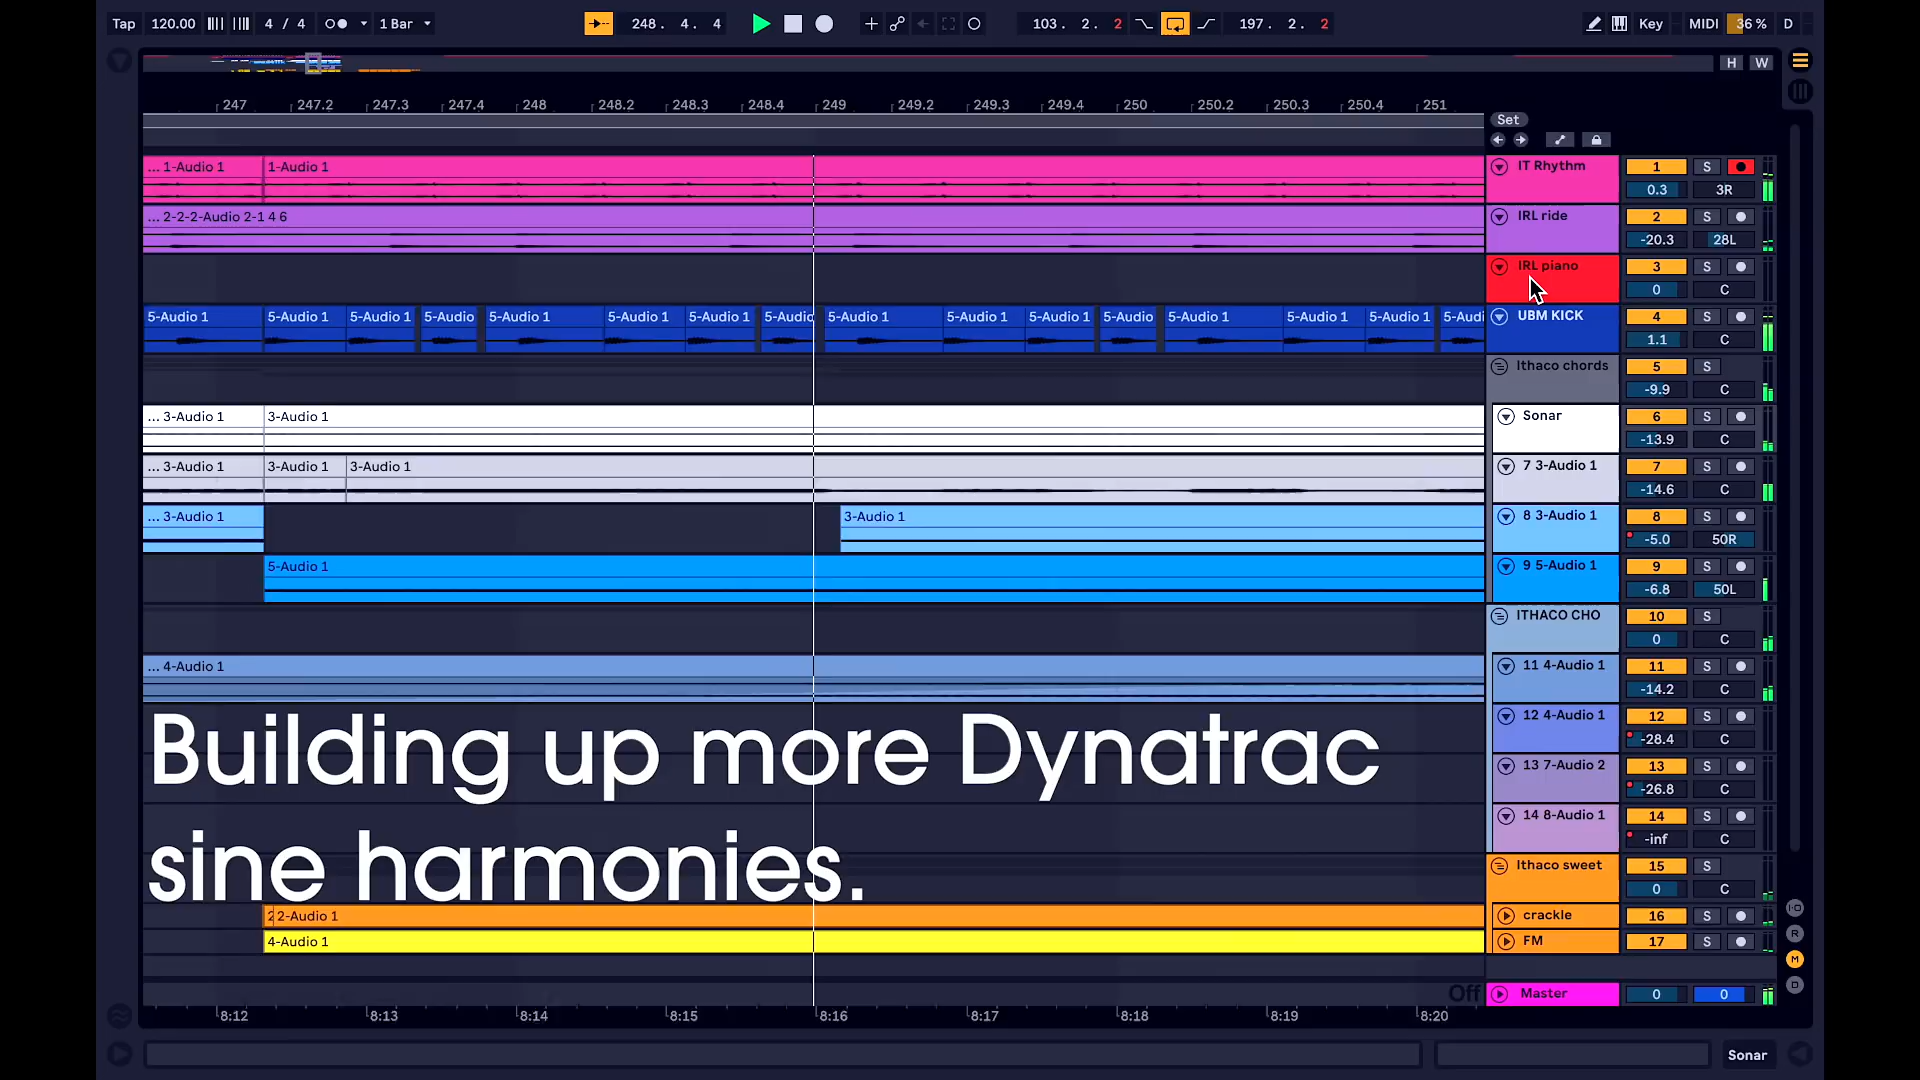 Tap 120.00 4 / 4 1 Bar 248. 4. 4 103. 2. 2 197. 2. 2 Key MIDI 36 % D
H W
247 247.2 247.3 247.4 248 248.2 248.3 248.4 249 249.2 249.3 249.4 250 250.2 250.3 250.4 251
Set
... 1-Audio 1 1-Audio 1 IT Rhythm 1 S
0.3 3R
... 2-2-2-Audio 2-1 4 6 IRL ride 2 S
-20.3 28L
IRL piano 3 S
0 C
5-Audio 1 5-Audio 1 5-Audio 1 5-Audio 5-Audio 1 5-Audio 1 5-Audio 1 5-Audio 5-Audio 1 5-Audio 1 5-Audio 1 5-Audio 5-Audio 1 5-Audio 1 5-Audio 1 5-Audi UBM KICK 4 S
1.1 C
Ithaco chords 5 S
-9.9 C
... 3-Audio 1 3-Audio 1 Sonar 6 S
-13.9 C
... 3-Audio 1 3-Audio 1 3-Audio 1 7 3-Audio 1 7 S
-14.6 C
... 3-Audio 1 3-Audio 1 8 3-Audio 1 8 S
-5.0 50R
5-Audio 1 9 5-Audio 1 9 S
-6.8 50L
ITHACO CHO 10 S
0 C
... 4-Audio 1 11 4-Audio 1 11 S
-14.2 C
12 4-Audio 1 12 S
-28.4 C
13 7-Audio 2 13 S
-26.8 C
14 8-Audio 1 14 S
-inf C
Building up more Dynatrac
sine harmonies.
Ithaco sweet 15 S
0 C
2 2-Audio 1 crackle 16 S
4-Audio 1 FM 17 S
Off Master 0 0
8:12 8:13 8:14 8:15 8:16 8:17 8:18 8:19 8:20
I·O
R
M
D
Sonar